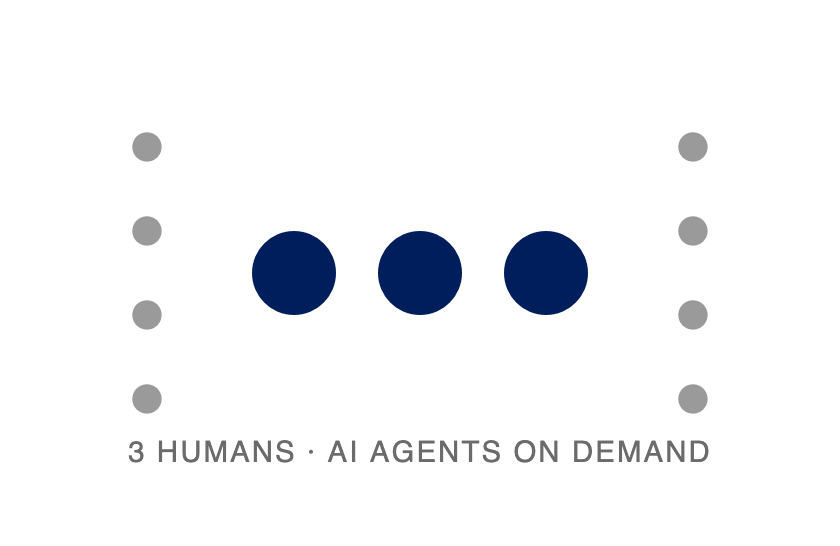 3 HUMANS · AI AGENTS ON DEMAND